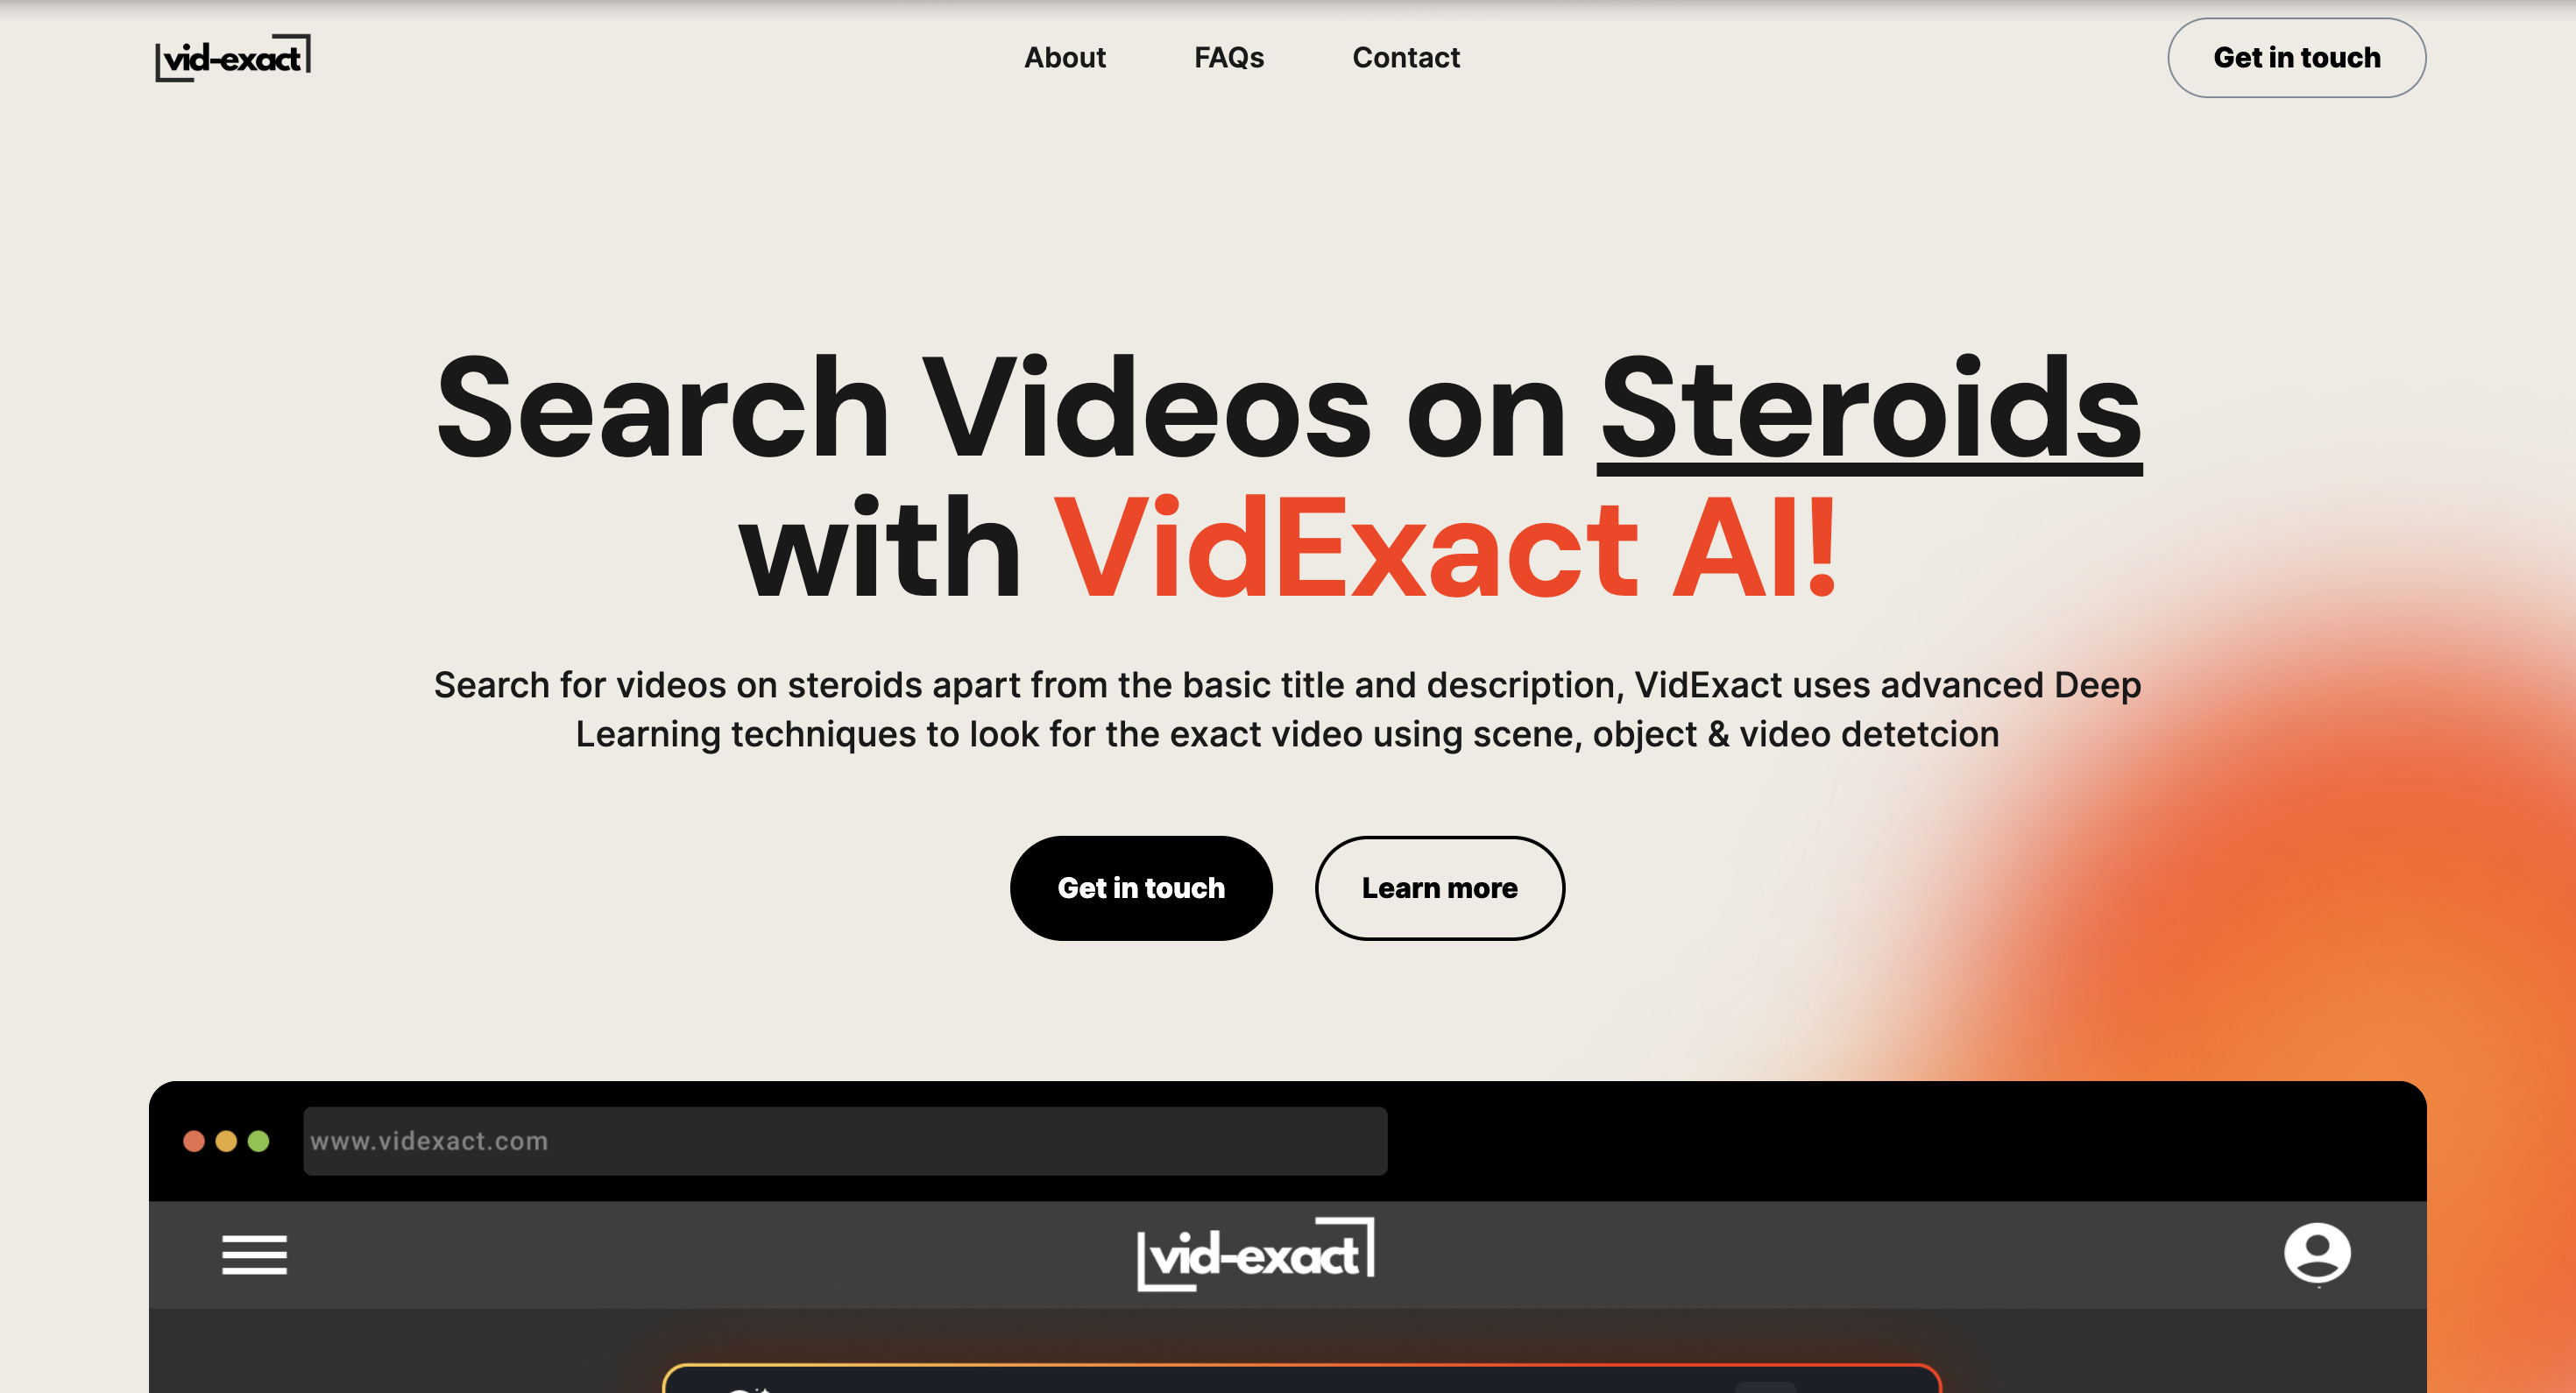 vid-exact
About
FAQs
Contact
Get in touch
Search Videos on Steroids
with VidExact AI!
Search for videos on steroids apart from the basic title and description, VidExact uses advanced Deep
Learning techniques to look for the exact video using scene, object & video detetcion
Get in touch
Learn more
www.videxact.com
vid-exact